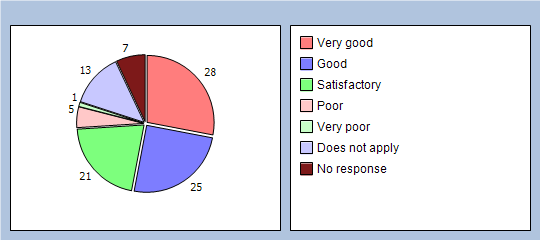 7
13
28
1
5
21
25
Very good
Good
Satisfactory
Poor
Very poor
Does not apply
No response